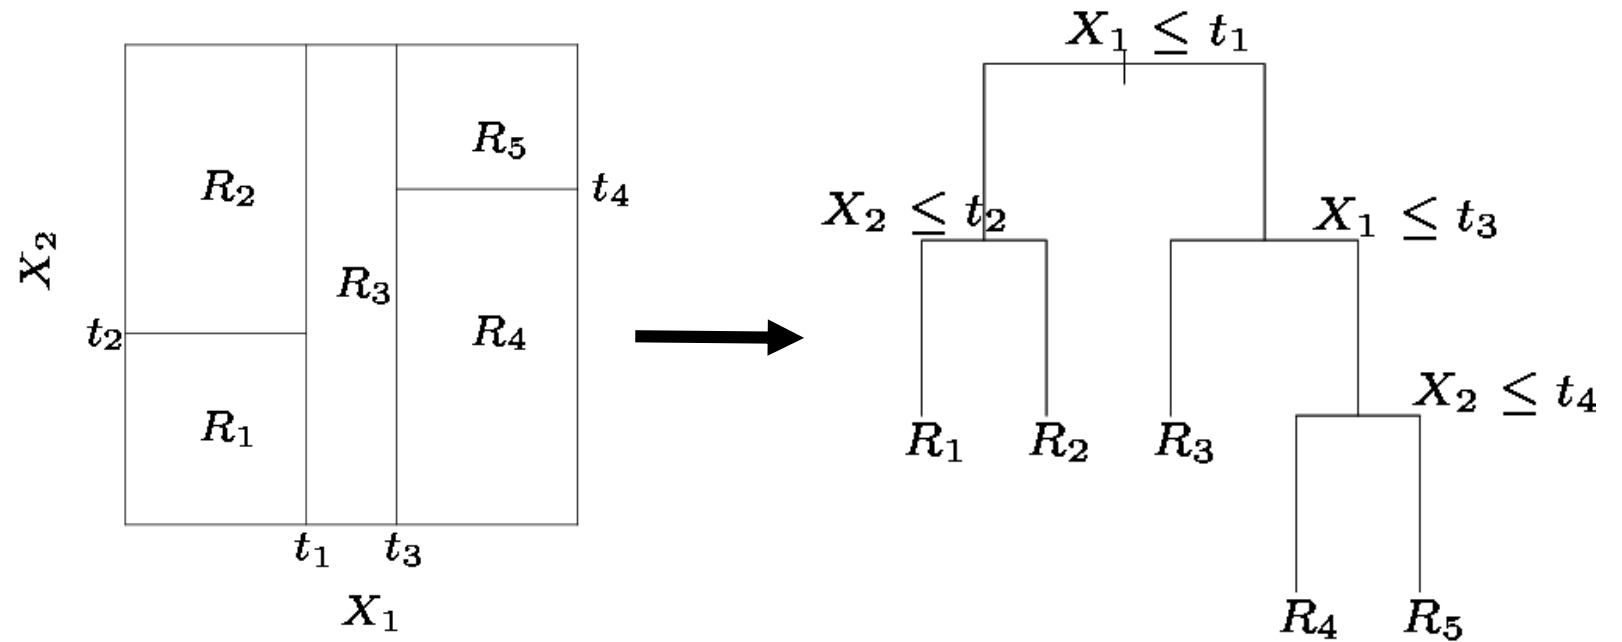 R₅
R₂
t₄
X₂
R₃
t₂
R₄
R₁
t₁ t₃
X₁
X₁ ≤ t₁
X₂ ≤ t₂
X₁ ≤ t₃
X₂ ≤ t₄
R₁ R₂ R₃
R₄ R₅